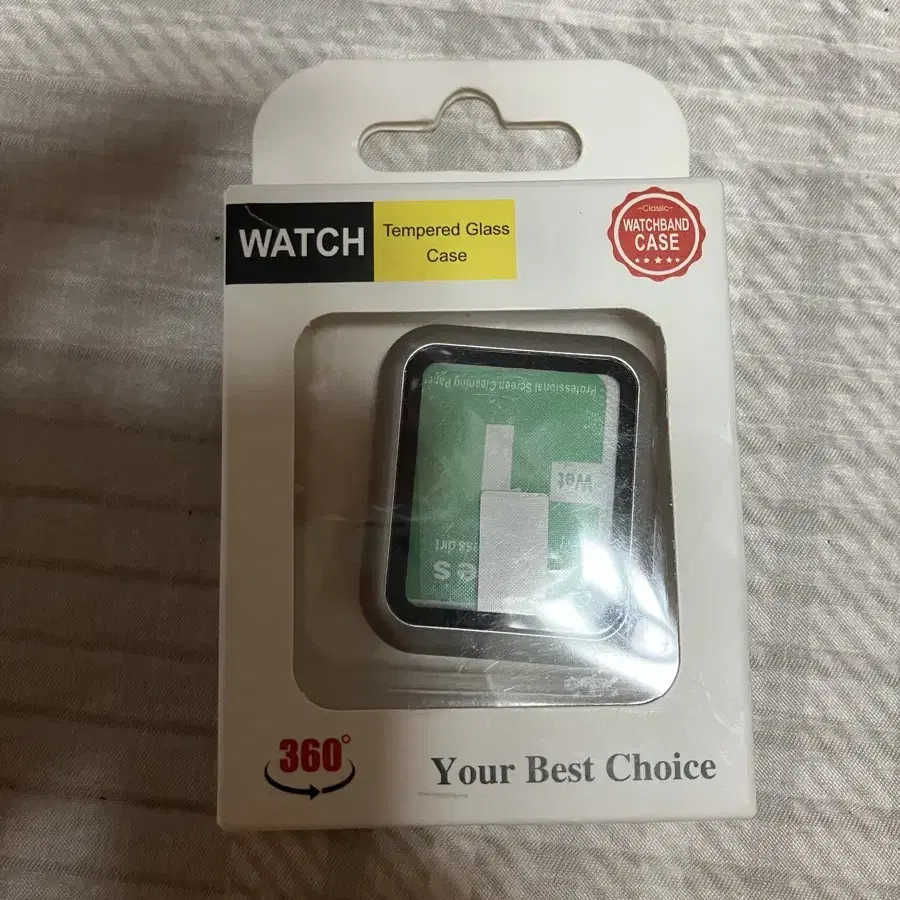 WATCH
Tempered Glass
Case
-Classic-
WATCHBAND
CASE
Professional Screen Cleaning Paper
Wet
360°
Your Best Choice